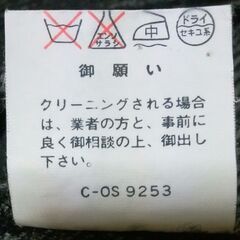 エンソ
サラシ
中
ドライ
セキユ系
御願い
クリーニングされる場合
は、業者の方と、事前に
良く御相談の上、御出し
下さい。
C-OS 9253